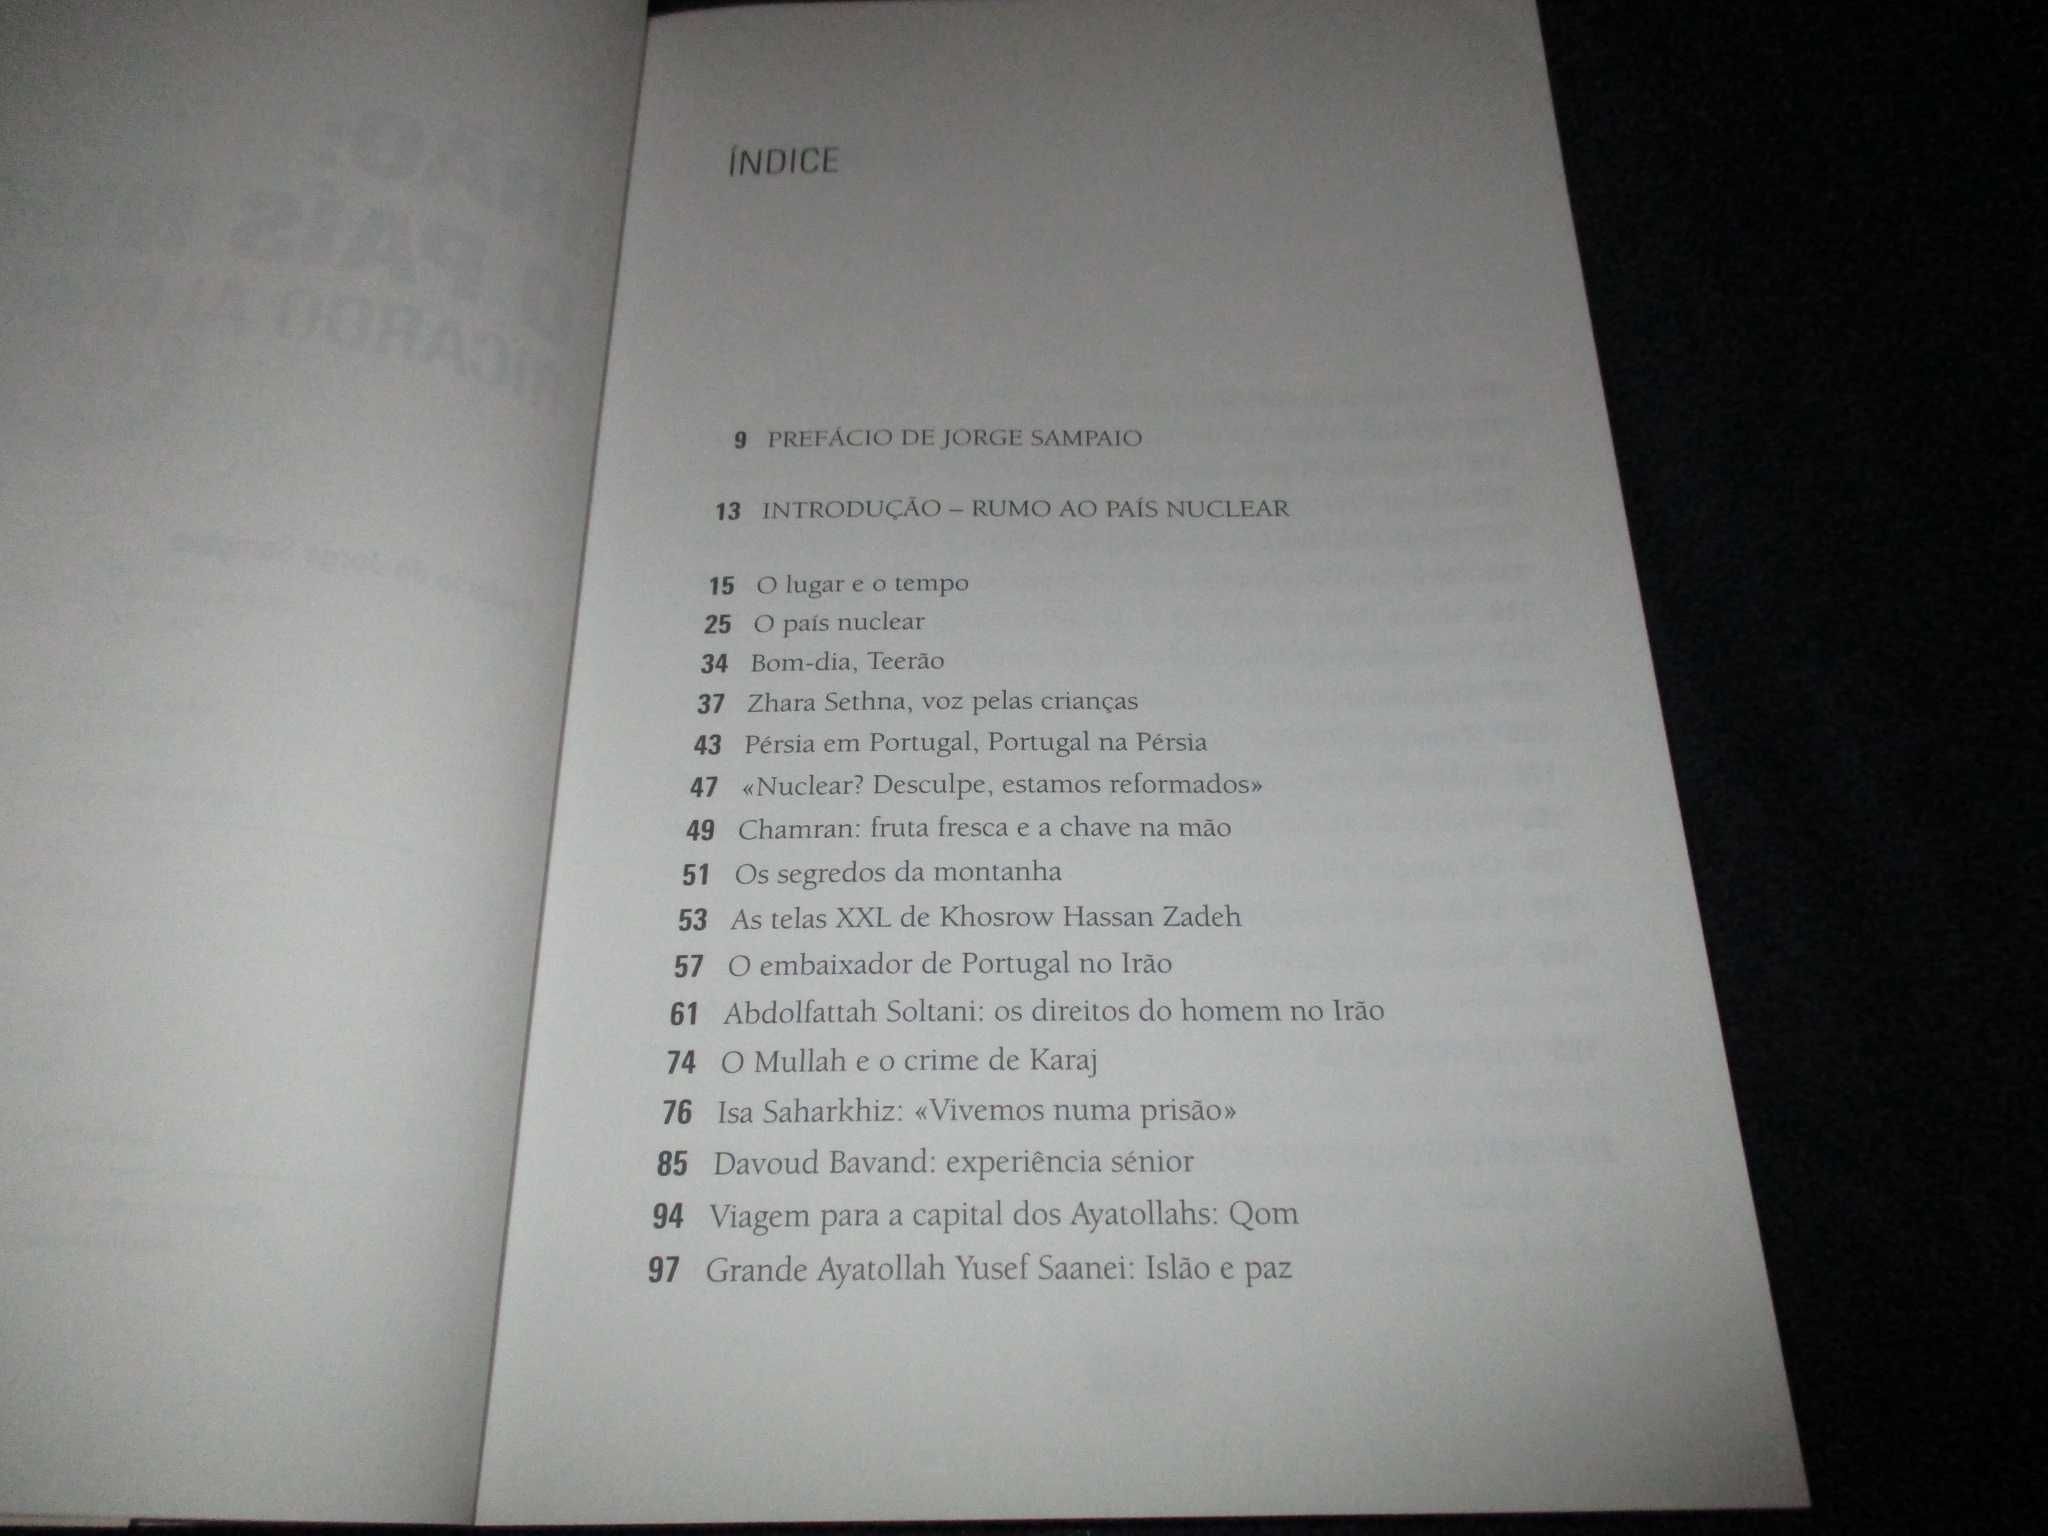 ÍNDICE
9 PREFÁCIO DE JORGE SAMPAIO
13 INTRODUÇÃO – RUMO AO PAÍS NUCLEAR
15 O lugar e o tempo
25 O país nuclear
34 Bom-dia, Teerão
37 Zhara Sethna, voz pelas crianças
43 Pérsia em Portugal, Portugal na Pérsia
47 «Nuclear? Desculpe, estamos reformados»
49 Chamran: fruta fresca e a chave na mão
51 Os segredos da montanha
53 As telas XXL de Khosrow Hassan Zadeh
57 O embaixador de Portugal no Irão
61 Abdolfattah Soltani: os direitos do homem no Irão
74 O Mullah e o crime de Karaj
76 Isa Saharkhiz: «Vivemos numa prisão»
85 Davoud Bavand: experiência sénior
94 Viagem para a capital dos Ayatollahs: Qom
97 Grande Ayatollah Yusef Saanei: Islão e paz